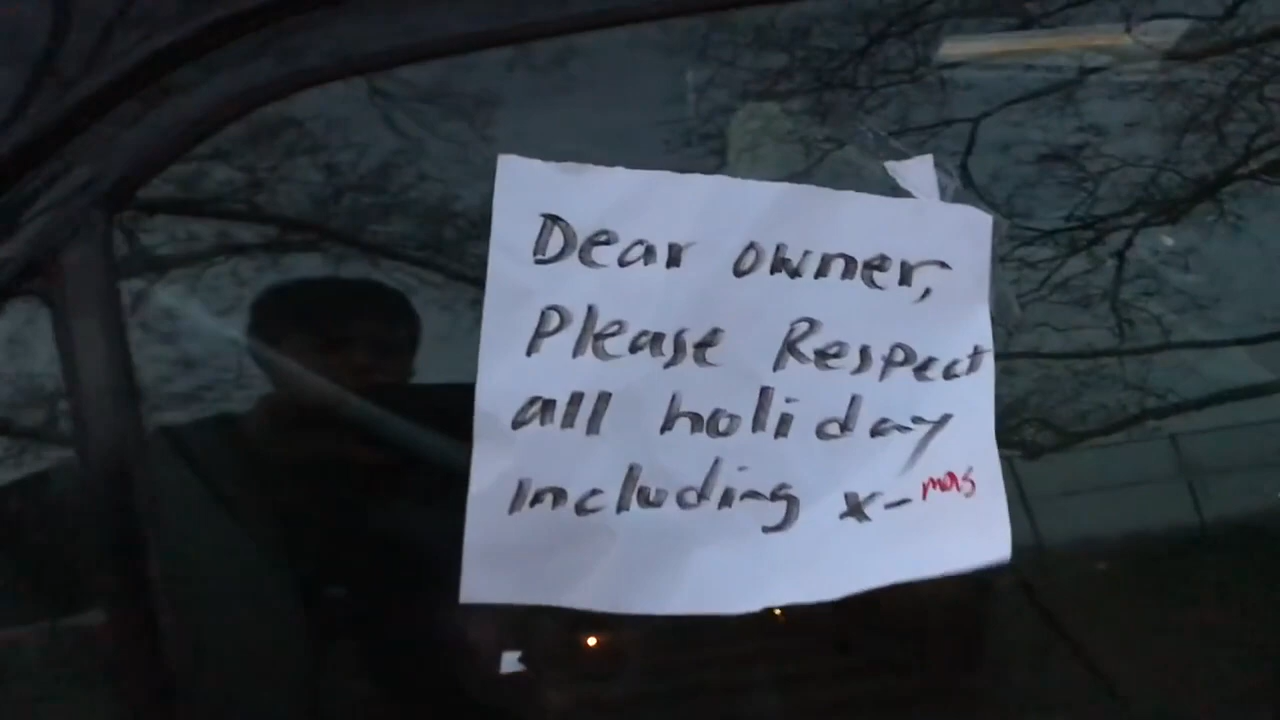 Dear owner,
Please Respect
all holiday
including x-mas